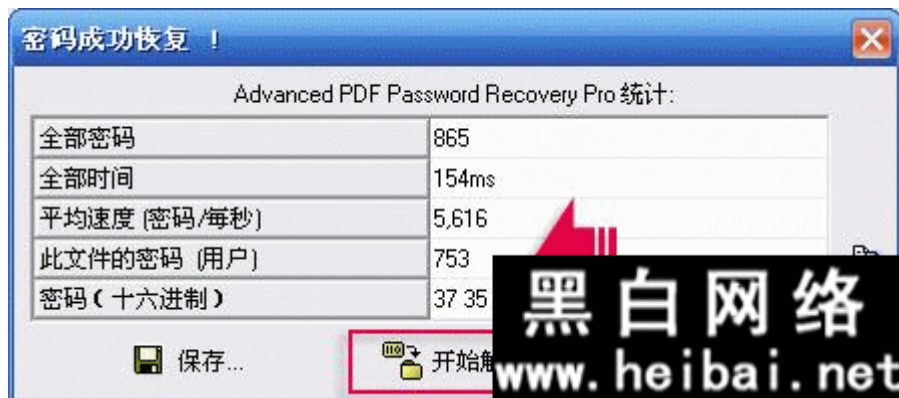 密码成功恢复 !
Advanced PDF Password Recovery Pro 统计:
全部密码 865
全部时间 154ms
平均速度 (密码/每秒) 5,616
此文件的密码 (用户) 753
密码 ( 十六进制 ) 37 35
保存... 开始
黑白网络
www.heibai.net